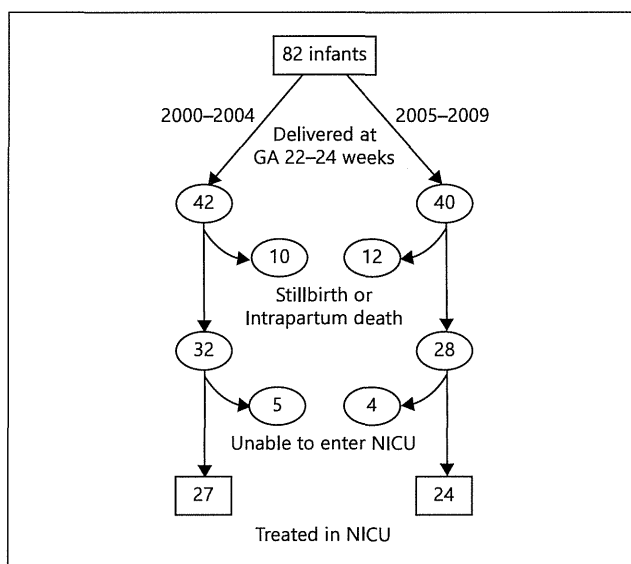 82 infants
2000–2004
2005–2009
Delivered at
GA 22–24 weeks
42
40
10
12
Stillbirth or
Intrapartum death
32
28
5
4
Unable to enter NICU
27
24
Treated in NICU